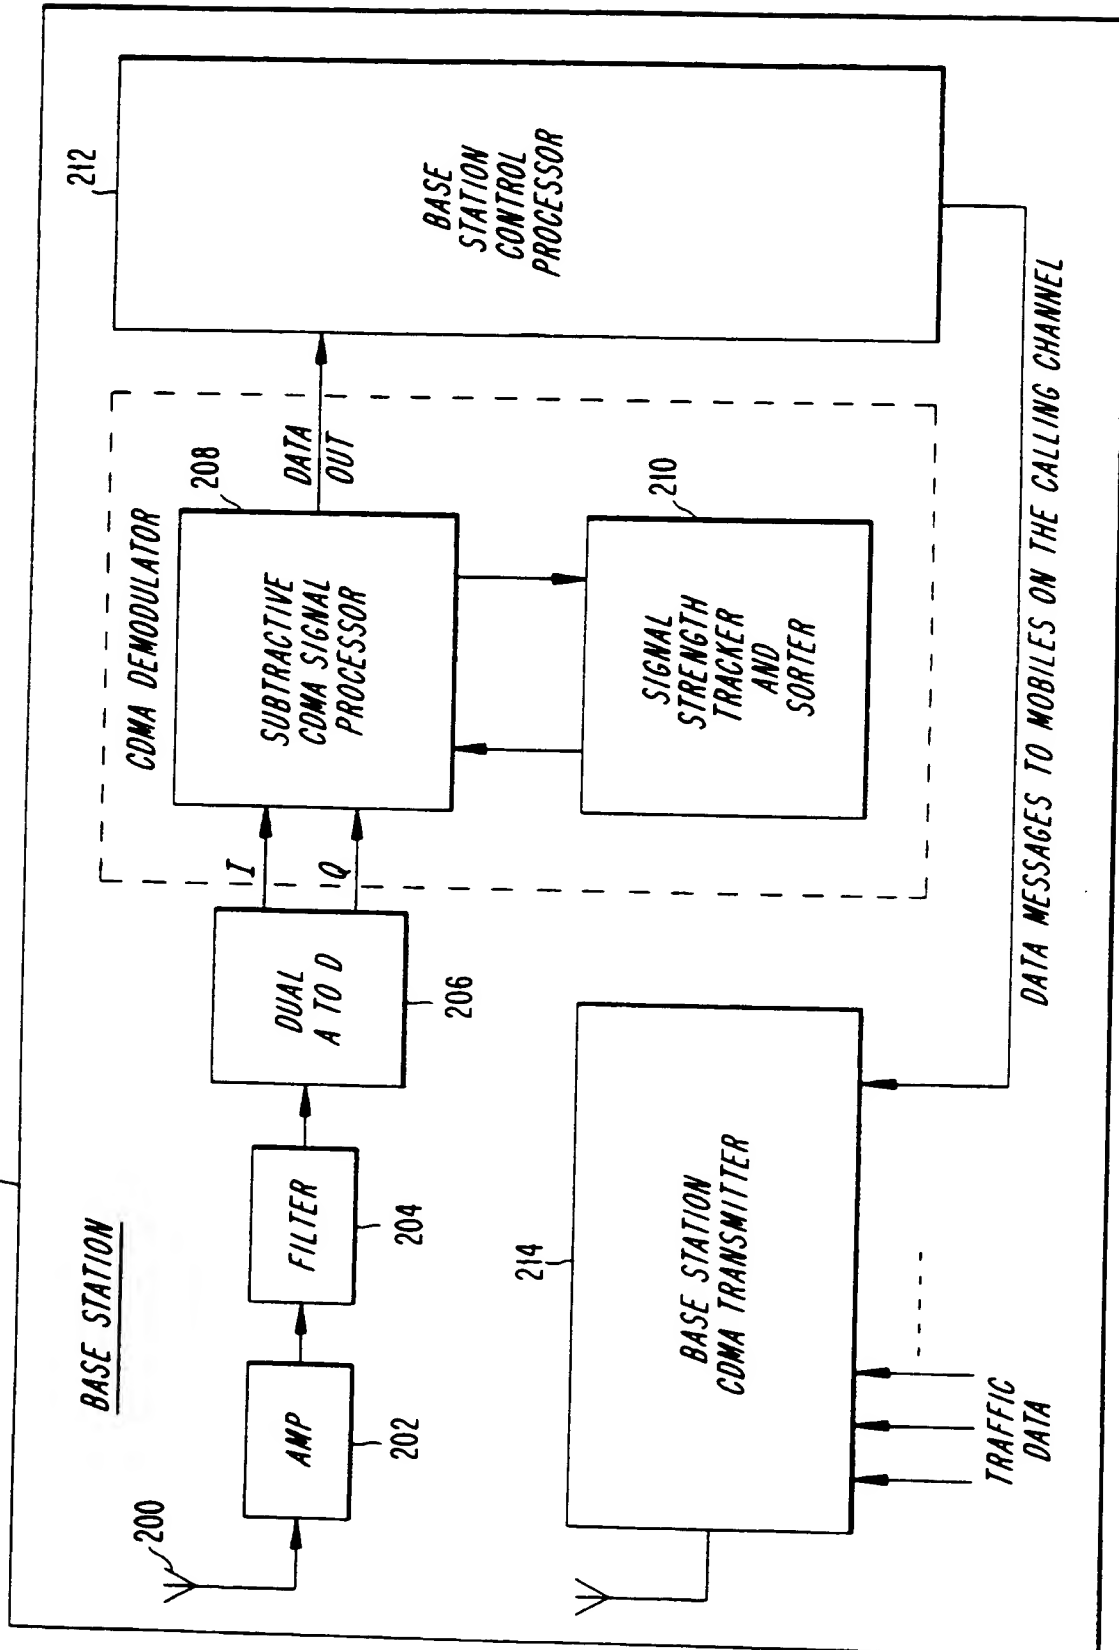 BASE STATION
200
AMP
202
FILTER
204
DUAL
A TO D
206
I
Q
CDMA DEMODULATOR
SUBTRACTIVE
CDMA SIGNAL
PROCESSOR
208
DATA
OUT
SIGNAL
STRENGTH
TRACKER
AND
SORTER
210
BASE
STATION
CONTROL
PROCESSOR
212
BASE STATION
CDMA TRANSMITTER
214
TRAFFIC
DATA
DATA MESSAGES TO MOBILES ON THE CALLING CHANNEL